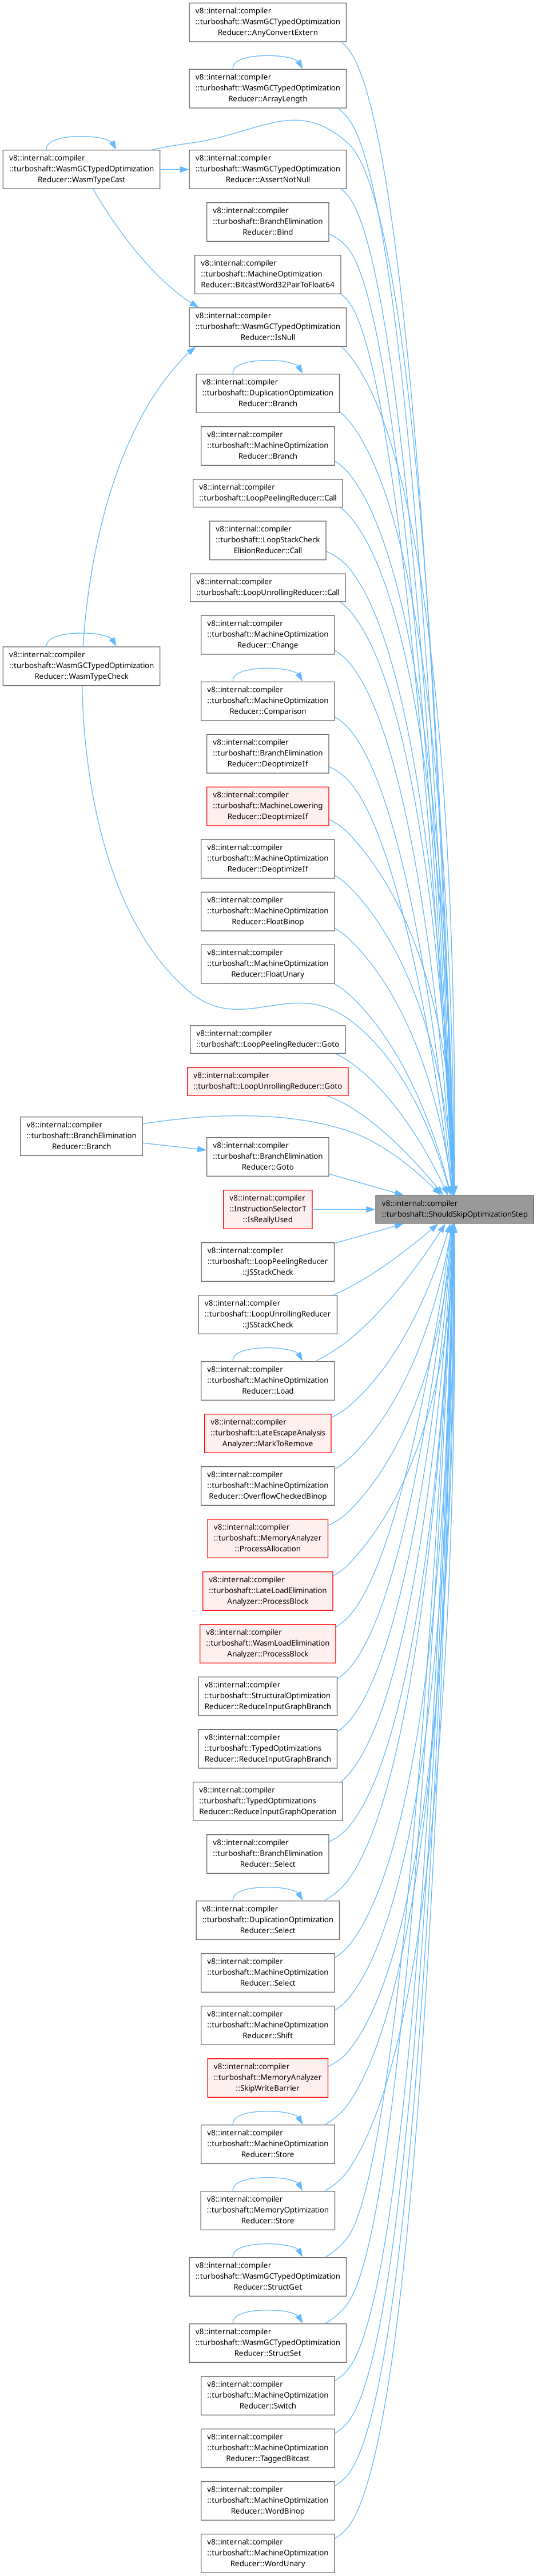 v8::internal::compiler
::turboshaft::WasmGCTypedOptimization
Reducer::AnyConvertExtern
v8::internal::compiler
::turboshaft::WasmGCTypedOptimization
Reducer::ArrayLength
v8::internal::compiler
::turboshaft::WasmGCTypedOptimization
Reducer::WasmTypeCast
v8::internal::compiler
::turboshaft::WasmGCTypedOptimization
Reducer::AssertNotNull
v8::internal::compiler
::turboshaft::BranchElimination
Reducer::Bind
v8::internal::compiler
::turboshaft::MachineOptimization
Reducer::BitcastWord32PairToFloat64
v8::internal::compiler
::turboshaft::WasmGCTypedOptimization
Reducer::IsNull
v8::internal::compiler
::turboshaft::DuplicationOptimization
Reducer::Branch
v8::internal::compiler
::turboshaft::MachineOptimization
Reducer::Branch
v8::internal::compiler
::turboshaft::LoopPeelingReducer::Call
v8::internal::compiler
::turboshaft::LoopStackCheck
ElisionReducer::Call
v8::internal::compiler
::turboshaft::LoopUnrollingReducer::Call
v8::internal::compiler
::turboshaft::MachineOptimization
Reducer::Change
v8::internal::compiler
::turboshaft::WasmGCTypedOptimization
Reducer::WasmTypeCheck
v8::internal::compiler
::turboshaft::MachineOptimization
Reducer::Comparison
v8::internal::compiler
::turboshaft::BranchElimination
Reducer::DeoptimizeIf
v8::internal::compiler
::turboshaft::MachineLowering
Reducer::DeoptimizeIf
v8::internal::compiler
::turboshaft::MachineOptimization
Reducer::DeoptimizeIf
v8::internal::compiler
::turboshaft::MachineOptimization
Reducer::FloatBinop
v8::internal::compiler
::turboshaft::MachineOptimization
Reducer::FloatUnary
v8::internal::compiler
::turboshaft::LoopPeelingReducer::Goto
v8::internal::compiler
::turboshaft::LoopUnrollingReducer::Goto
v8::internal::compiler
::turboshaft::BranchElimination
Reducer::Branch
v8::internal::compiler
::turboshaft::BranchElimination
Reducer::Goto
v8::internal::compiler
::InstructionSelectorT
::IsReallyUsed
v8::internal::compiler
::turboshaft::ShouldSkipOptimizationStep
v8::internal::compiler
::turboshaft::LoopPeelingReducer
::JSStackCheck
v8::internal::compiler
::turboshaft::LoopUnrollingReducer
::JSStackCheck
v8::internal::compiler
::turboshaft::MachineOptimization
Reducer::Load
v8::internal::compiler
::turboshaft::LateEscapeAnalysis
Analyzer::MarkToRemove
v8::internal::compiler
::turboshaft::MachineOptimization
Reducer::OverflowCheckedBinop
v8::internal::compiler
::turboshaft::MemoryAnalyzer
::ProcessAllocation
v8::internal::compiler
::turboshaft::LateLoadElimination
Analyzer::ProcessBlock
v8::internal::compiler
::turboshaft::WasmLoadElimination
Analyzer::ProcessBlock
v8::internal::compiler
::turboshaft::StructuralOptimization
Reducer::ReduceInputGraphBranch
v8::internal::compiler
::turboshaft::TypedOptimizations
Reducer::ReduceInputGraphBranch
v8::internal::compiler
::turboshaft::TypedOptimizations
Reducer::ReduceInputGraphOperation
v8::internal::compiler
::turboshaft::BranchElimination
Reducer::Select
v8::internal::compiler
::turboshaft::DuplicationOptimization
Reducer::Select
v8::internal::compiler
::turboshaft::MachineOptimization
Reducer::Select
v8::internal::compiler
::turboshaft::MachineOptimization
Reducer::Shift
v8::internal::compiler
::turboshaft::MemoryAnalyzer
::SkipWriteBarrier
v8::internal::compiler
::turboshaft::MachineOptimization
Reducer::Store
v8::internal::compiler
::turboshaft::MemoryOptimization
Reducer::Store
v8::internal::compiler
::turboshaft::WasmGCTypedOptimization
Reducer::StructGet
v8::internal::compiler
::turboshaft::WasmGCTypedOptimization
Reducer::StructSet
v8::internal::compiler
::turboshaft::MachineOptimization
Reducer::Switch
v8::internal::compiler
::turboshaft::MachineOptimization
Reducer::TaggedBitcast
v8::internal::compiler
::turboshaft::MachineOptimization
Reducer::WordBinop
v8::internal::compiler
::turboshaft::MachineOptimization
Reducer::WordUnary